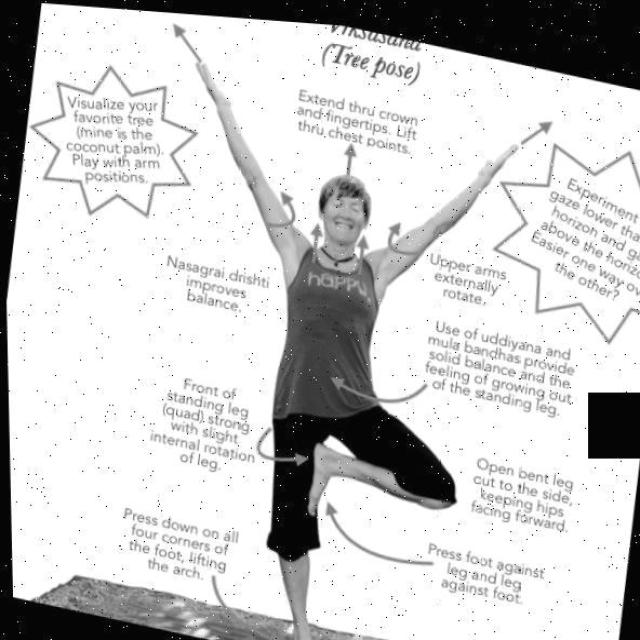 Vrksasana
(Tree pose)
Visualize your
favorite tree
(mine is the
coconut palm).
Play with arm
positions.
Extend thru crown
and fingertips. Lift
thru chest points.
Experiment
gaze lower tha
horizon and ga
above the horizo
Easier one way ov
the other?
Nasagrai drishti
improves
balance.
happy
Upper arms
externally
rotate.
Use of uddiyana and
mula bandhas provide
solid balance and the
feeling of growing out
of the standing leg.
Front of
standing leg
(quad) strong
with slight
internal rotation
of leg.
Open bent leg
out to the side,
keeping hips
facing forward.
Press down on all
four corners of
the foot, lifting
the arch.
Press foot against
leg and leg
against foot.